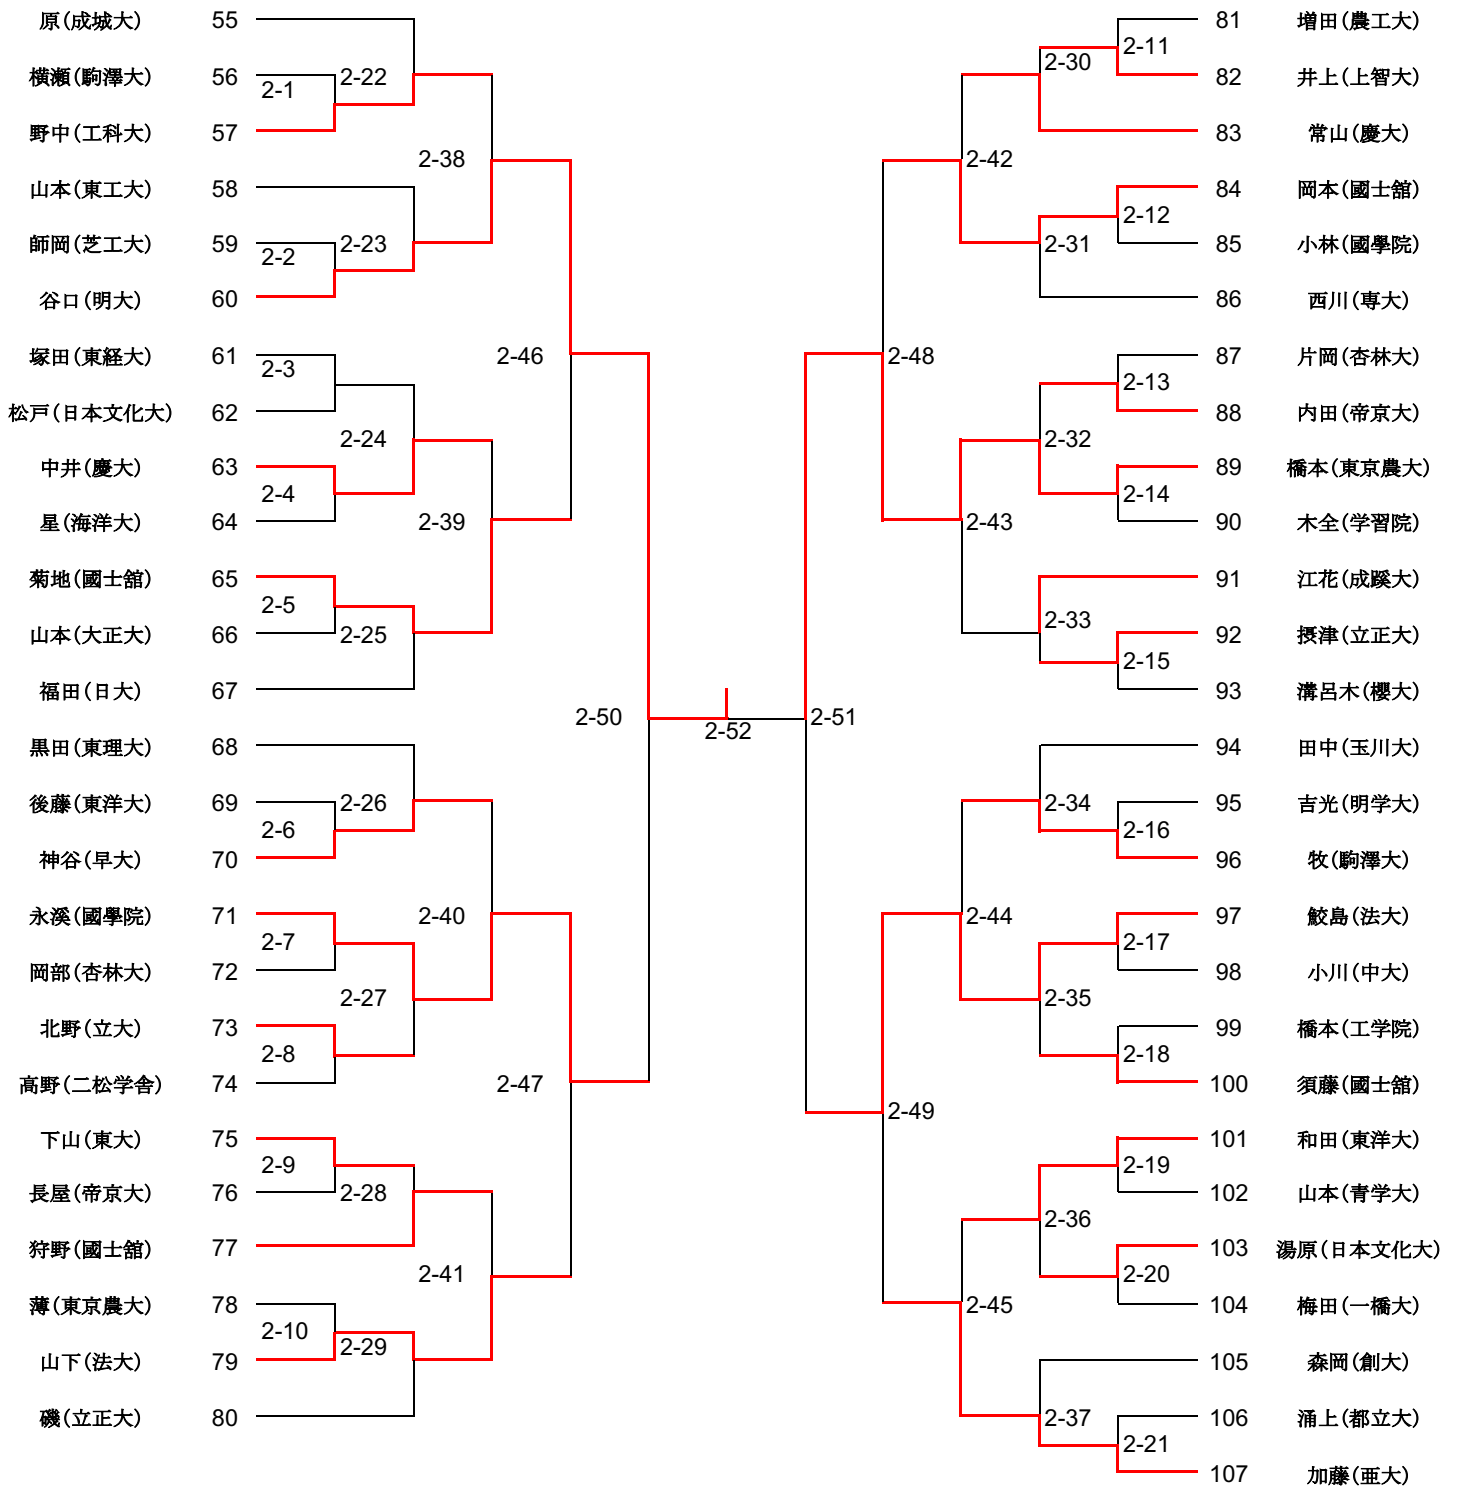 原(成城大) 55
横瀬(駒澤大) 56
野中(工科大) 57
山本(東工大) 58
師岡(芝工大) 59
谷口(明大) 60
塚田(東経大) 61
松戸(日本文化大) 62
中井(慶大) 63
星(海洋大) 64
菊地(國士舘) 65
山本(大正大) 66
福田(日大) 67
黒田(東理大) 68
後藤(東洋大) 69
神谷(早大) 70
永溪(國學院) 71
岡部(杏林大) 72
北野(立大) 73
高野(二松学舎) 74
下山(東大) 75
長屋(帝京大) 76
狩野(國士舘) 77
薄(東京農大) 78
山下(法大) 79
磯(立正大) 80
2-1
2-2
2-3
2-4
2-5
2-6
2-7
2-8
2-9
2-10
2-22
2-23
2-24
2-25
2-26
2-27
2-28
2-29
2-38
2-39
2-40
2-41
2-46
2-47
2-50
2-52
2-51
2-48
2-49
2-42
2-43
2-44
2-45
2-30
2-31
2-32
2-33
2-34
2-35
2-36
2-37
2-11
2-12
2-13
2-14
2-15
2-16
2-17
2-18
2-19
2-20
2-21
81 増田(農工大)
82 井上(上智大)
83 常山(慶大)
84 岡本(國士舘)
85 小林(國學院)
86 西川(専大)
87 片岡(杏林大)
88 内田(帝京大)
89 橋本(東京農大)
90 木全(学習院)
91 江花(成蹊大)
92 摂津(立正大)
93 溝呂木(櫻大)
94 田中(玉川大)
95 吉光(明学大)
96 牧(駒澤大)
97 鮫島(法大)
98 小川(中大)
99 橋本(工学院)
100 須藤(國士舘)
101 和田(東洋大)
102 山本(青学大)
103 湯原(日本文化大)
104 梅田(一橋大)
105 森岡(創大)
106 涌上(都立大)
107 加藤(亜大)